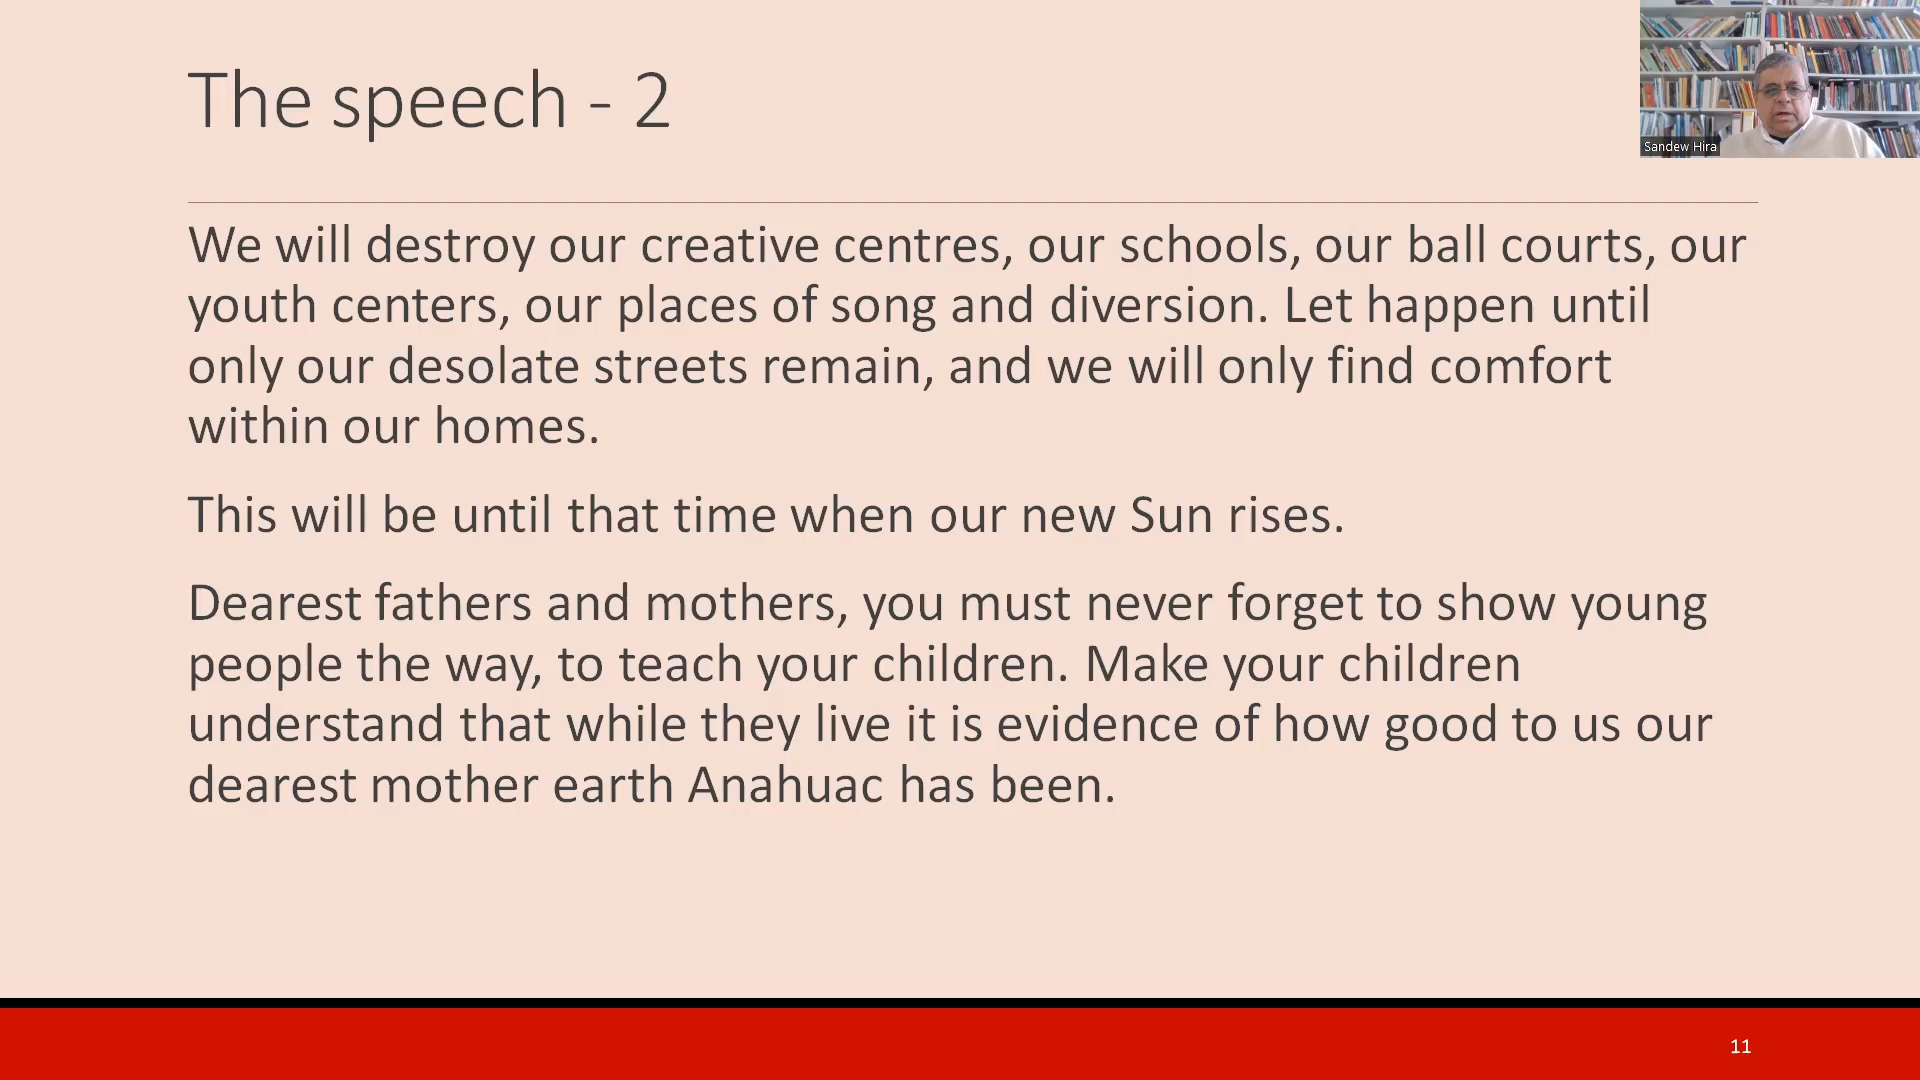 The speech - 2
Sandew Hira
We will destroy our creative centres, our schools, our ball courts, our
youth centers, our places of song and diversion. Let happen until
only our desolate streets remain, and we will only find comfort
within our homes.
This will be until that time when our new Sun rises.
Dearest fathers and mothers, you must never forget to show young
people the way, to teach your children. Make your children
understand that while they live it is evidence of how good to us our
dearest mother earth Anahuac has been.
11